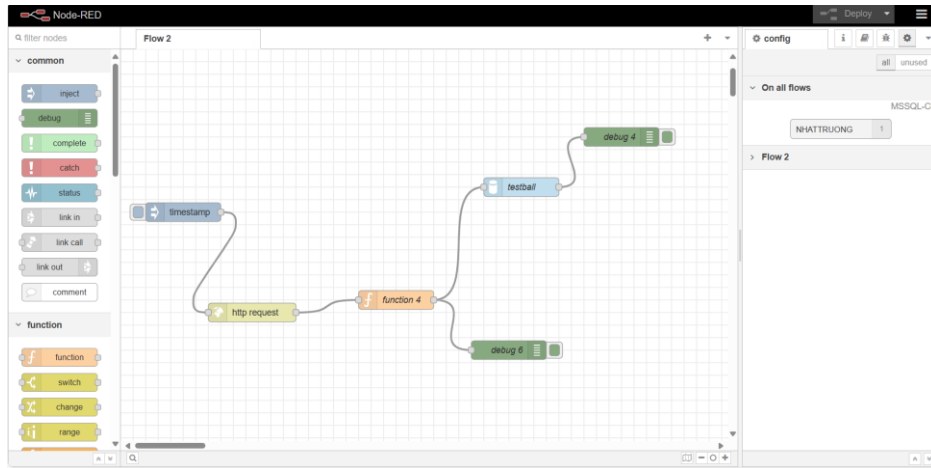 Node-RED
Deploy
filter nodes
Flow 2
config
all unused
common
inject
debug
complete
catch
status
link in
link call
link out
comment
function
function
switch
change
range
timestamp
http request
function 4
testball
debug 4
debug 6
On all flows
MSSQL-C
NHATTRUONG 1
Flow 2